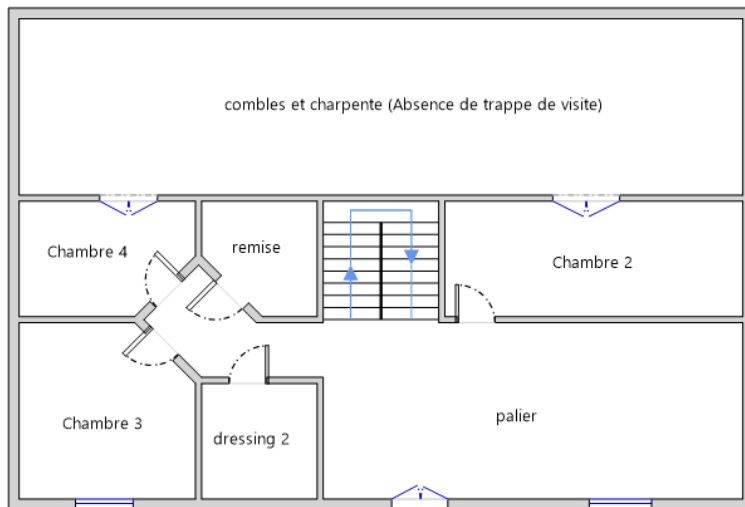 combles et charpente (Absence de trappe de visite)
Chambre 4
remise
Chambre 2
Chambre 3
dressing 2
palier